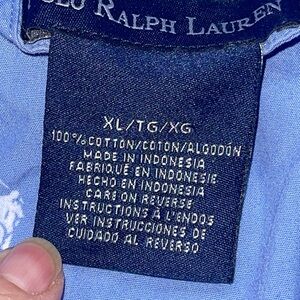 POLO RALPH LAUREN
XL/TG/XG
100% COTTON/COTON/ALGODÓN
MADE IN INDONESIA
FABRIQUÉ EN INDONÉSIE
HECHO EN INDONESIA
CARE ON REVERSE
INSTRUCTIONS À L'ENDOS
VER INSTRUCCIONES DE
CUIDADO AL REVERSO